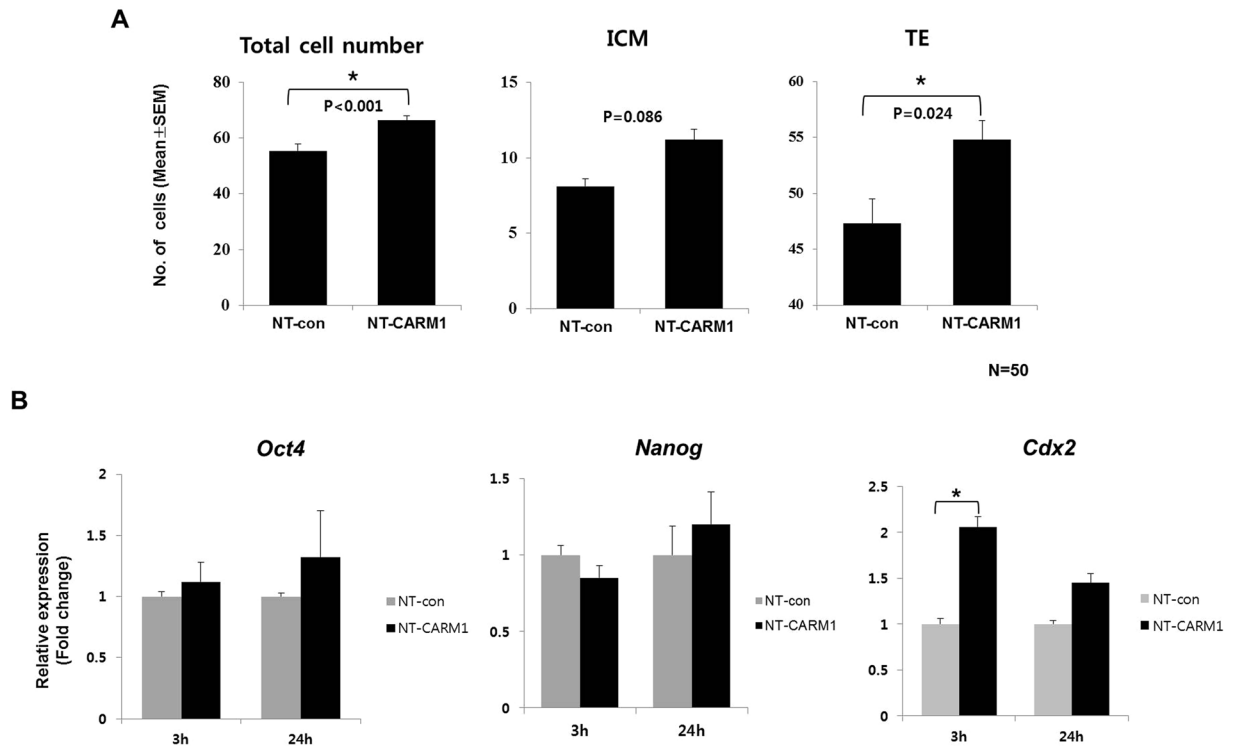 A
Total cell number
ICM
TE
No. of cells (Mean±SEM)
80
60
40
20
0
*
P<0.001
NT-con
NT-CARM1
15
10
5
0
P=0.086
NT-con
NT-CARM1
60
55
50
45
40
*
P=0.024
NT-con
NT-CARM1
N=50
B
Oct4
Nanog
Cdx2
Relative expression
(Fold change)
2
1.5
1
0.5
0
3h
24h
NT-con
NT-CARM1
1.5
1
0.5
0
3h
24h
NT-con
NT-CARM1
2.5
2
1.5
1
0.5
0
*
3h
24h
NT-con
NT-CARM1